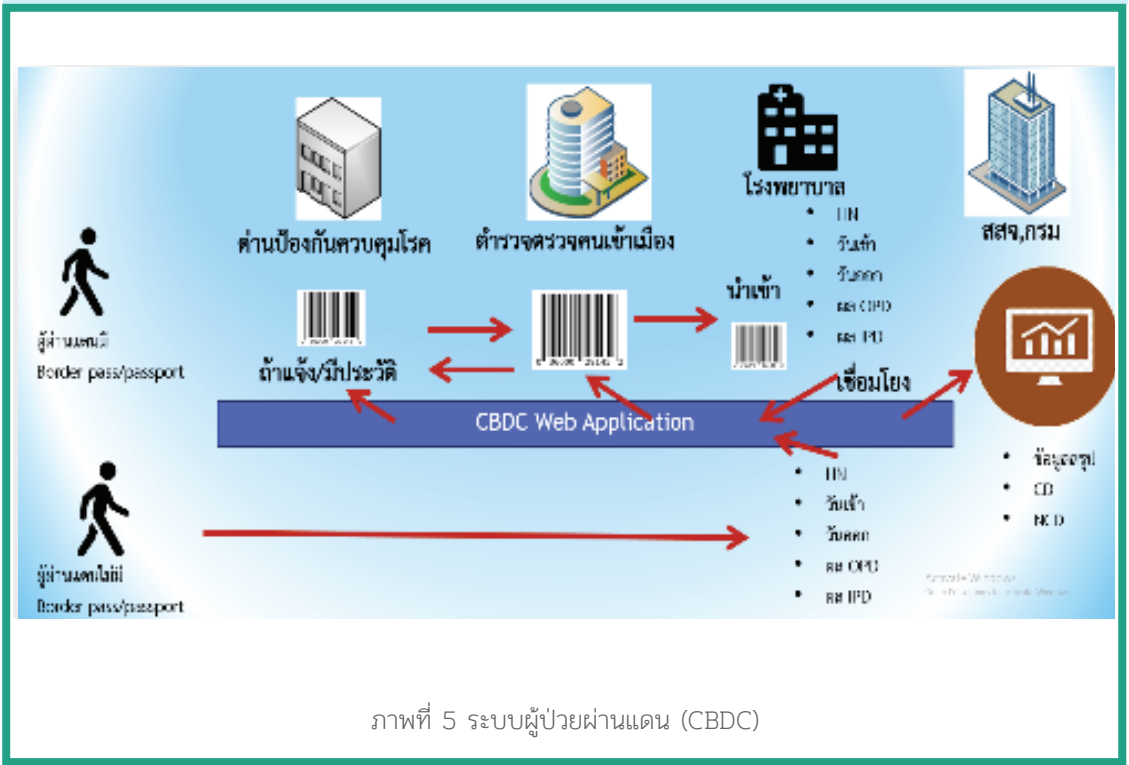 โรงพยาบาล
• HN
• วันเข้า
• วันออก
• ผล OPD
• ผล IPD
ด่านป้องกันควบคุมโรค
ตำรวจตรวจคนเข้าเมือง
สสจ,กรม
นำเข้า
ผู้ผ่านแดนมี
Border pass/passport
ถ้าแจ้ง/มีประวัติ
เชื่อมโยง
CBDC Web Application
• HN
• วันเข้า
• วันออก
• ผล OPD
• ผล IPD
• ข้อมูลสรุป
• CD
• NCD
ผู้ผ่านแดนไม่มี
Border pass/passport
Activate Windows
ภาพที่ 5 ระบบผู้ป่วยผ่านแดน (CBDC)